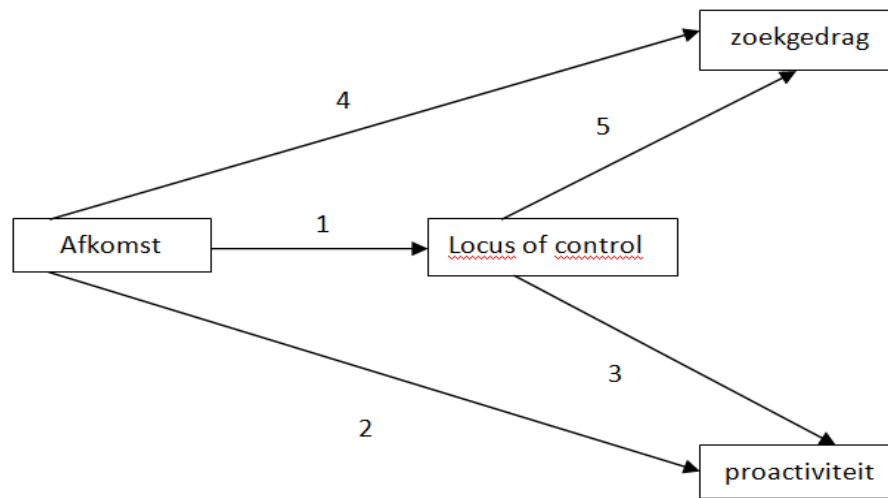 zoekgedrag
4
5
Afkomst
1
Locus of control
3
2
proactiviteit